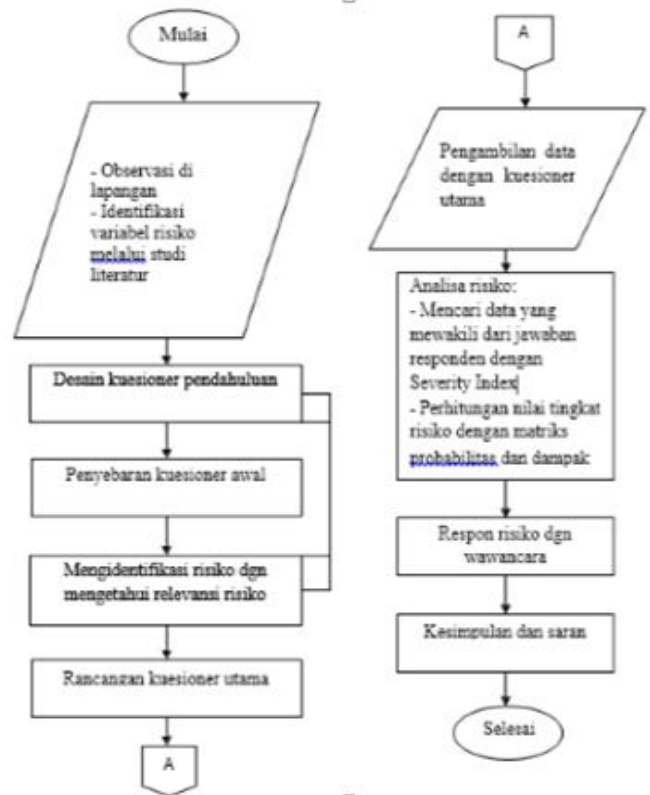 Mulai
- Observasi di
lapangan
- Identifikasi
variabel risiko
melalui studi
literatur
Desain kuesioner pendahuluan
Penyebaran kuesioner awal
Mengidentifikasi risiko dgn
mengetahui relevansi risiko
Rancangan kuesioner utama
A
A
Pengambilan data
dengan kuesioner
utama
Analisa risiko:
- Mencari data yang
mewakili dari jawaban
responden dengan
Severity Index
- Perhitungan nilai tingkat
risiko dengan matriks
probabilitas dan dampak
Respon risiko dgn
wawancara
Kesimpulan dan saran
Selesai